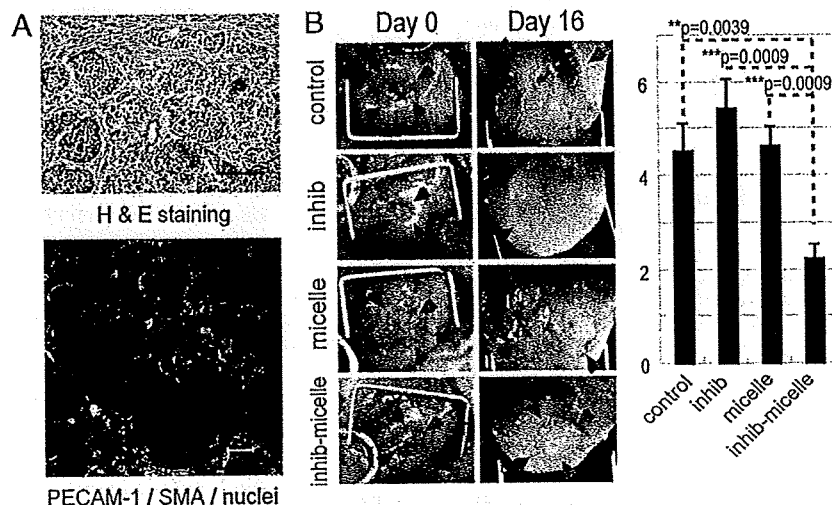 A
H & E staining
PECAM-1 / SMA / nuclei
B
Day 0 Day 16
control
inhib
micelle
inhib-micelle
**p=0.0039
***p=0.0009
***p=0.0009
6
4
2
0
control
inhib
micelle
inhib-micelle